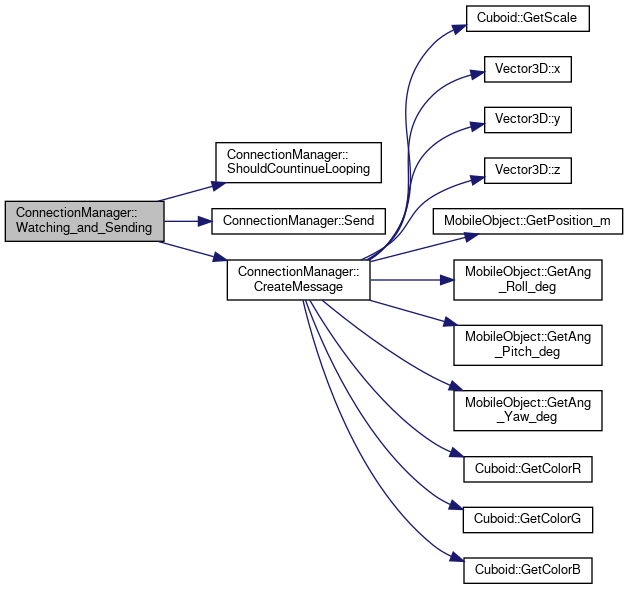 Cuboid::GetScale
Vector3D::x
Vector3D::y
ConnectionManager::
ShouldCountinueLooping
Vector3D::z
ConnectionManager::
Watching_and_Sending
ConnectionManager::Send
MobileObject::GetPosition_m
ConnectionManager::
CreateMessage
MobileObject::GetAng
_Roll_deg
MobileObject::GetAng
_Pitch_deg
MobileObject::GetAng
_Yaw_deg
Cuboid::GetColorR
Cuboid::GetColorG
Cuboid::GetColorB